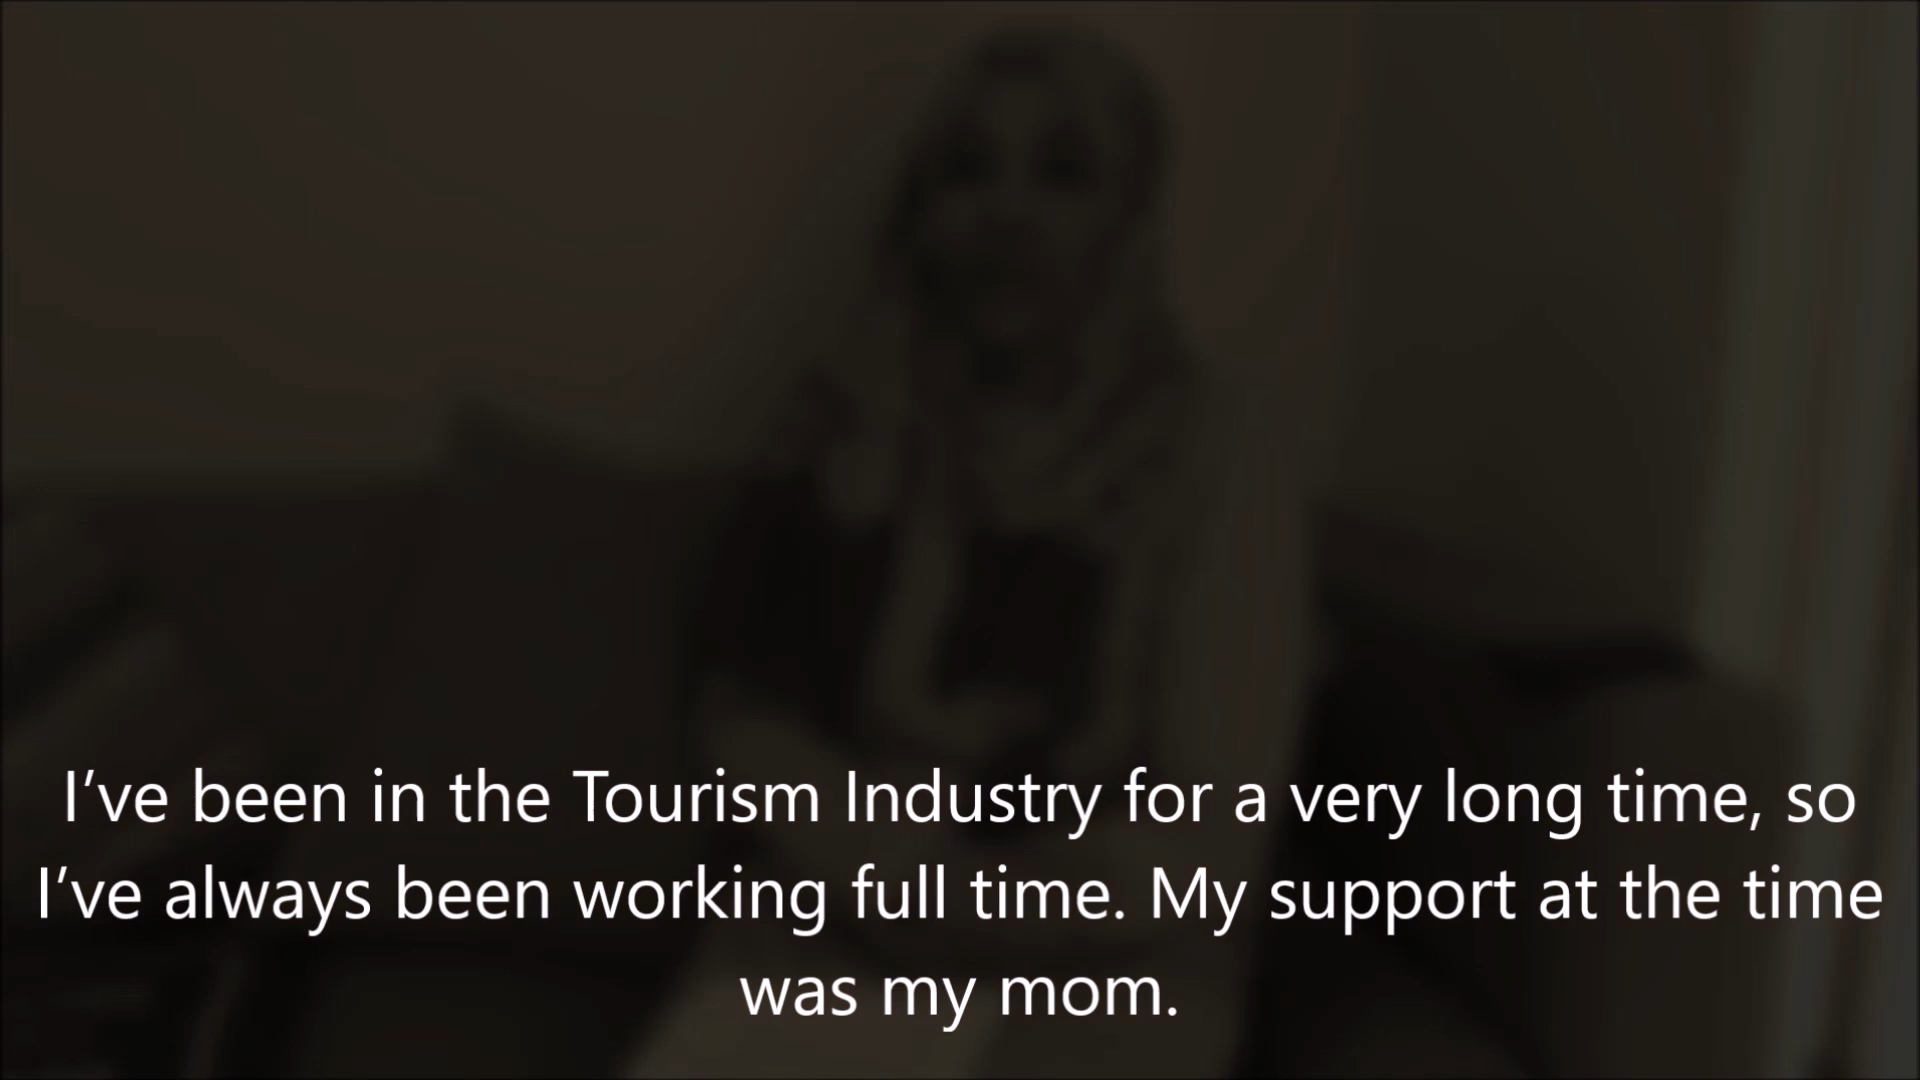 I’ve been in the Tourism Industry for a very long time, so
I’ve always been working full time. My support at the time
was my mom.